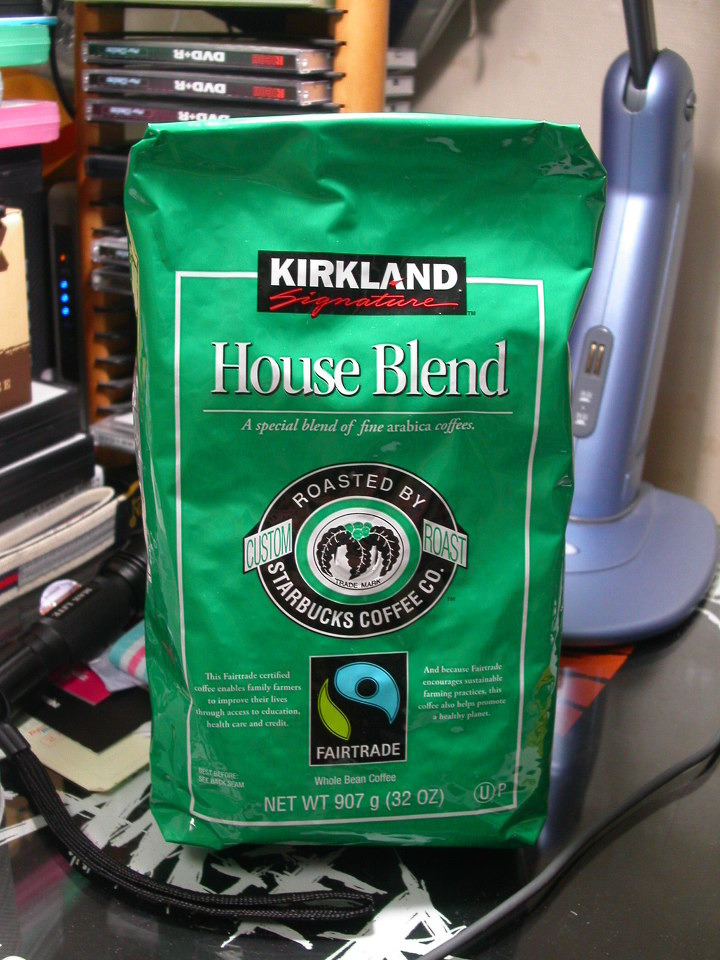 DVD+R
DVD+R
DVD+R
KIRKLAND
Signature™
House Blend
A special blend of fine arabica coffees.
ROASTED BY
CUSTOM ROAST
TRADE MARK
STARBUCKS COFFEE CO.™
This Fairtrade certified
coffee enables family farmers
to improve their lives
through access to education,
health care and credit.
And because Fairtrade
encourages sustainable
farming practices, this
coffee also helps promote
a healthy planet.
FAIRTRADE
BEST BEFORE:
SEE BACK SEAM
Whole Bean Coffee
NET WT 907 g (32 OZ)
U P